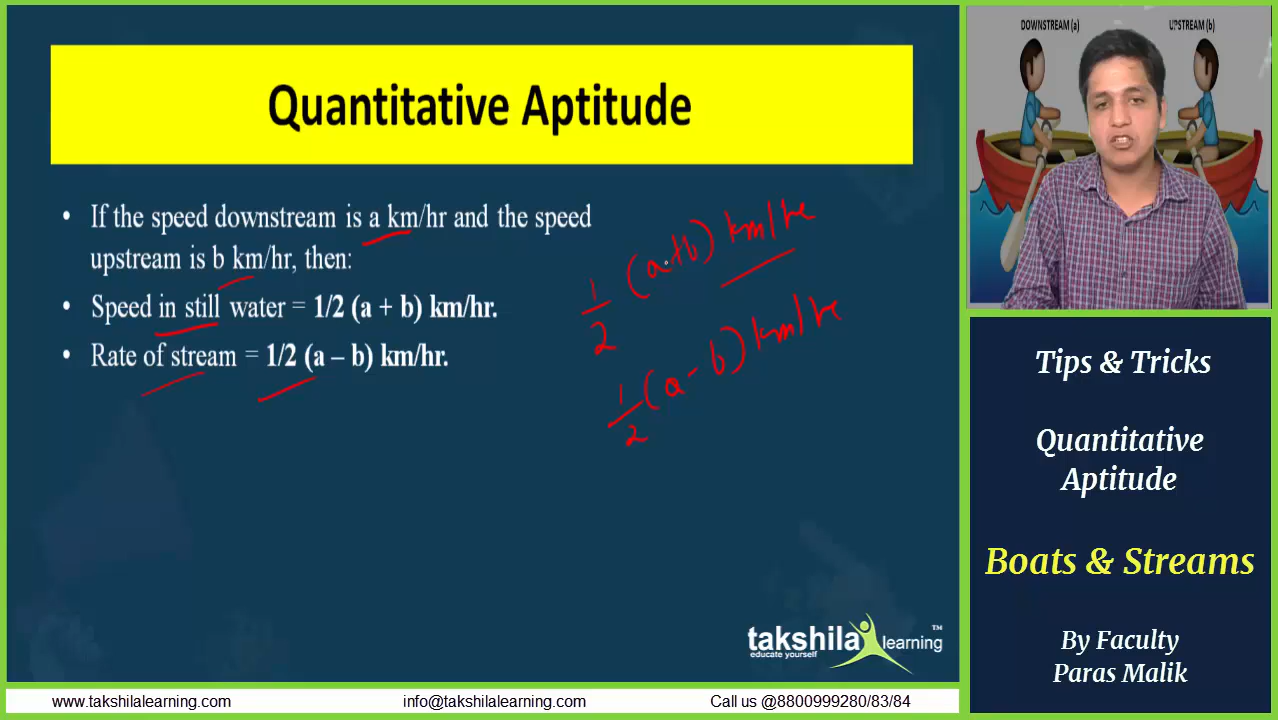 Quantitative Aptitude
• If the speed downstream is a km/hr and the speed
upstream is b km/hr, then:
• Speed in still water = 1/2 (a + b) km/hr.
• Rate of stream = 1/2 (a – b) km/hr.
1/2 (a+b) km/hr
1/2 (a-b) km/hr
takshila learning ™
educate yourself
DOWNSTREAM (a) UPSTREAM (b)
Tips & Tricks
Quantitative
Aptitude
Boats & Streams
By Faculty
Paras Malik
www.takshilalearning.com info@takshilalearning.com Call us @8800999280/83/84